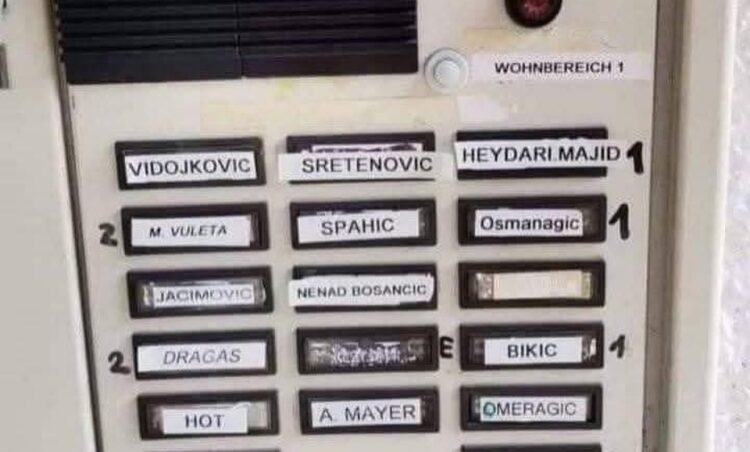 WOHNBEREICH 1
VIDOJKOVIC SRETENOVIC HEYDARI.MAJID 1
2 M. VULETA SPAHIC Osmanagic 1
JACIMOVIC NENAD BOSANCIC
2 DRAGAS E BIKIC 1
HOT A. MAYER OMERAGIC